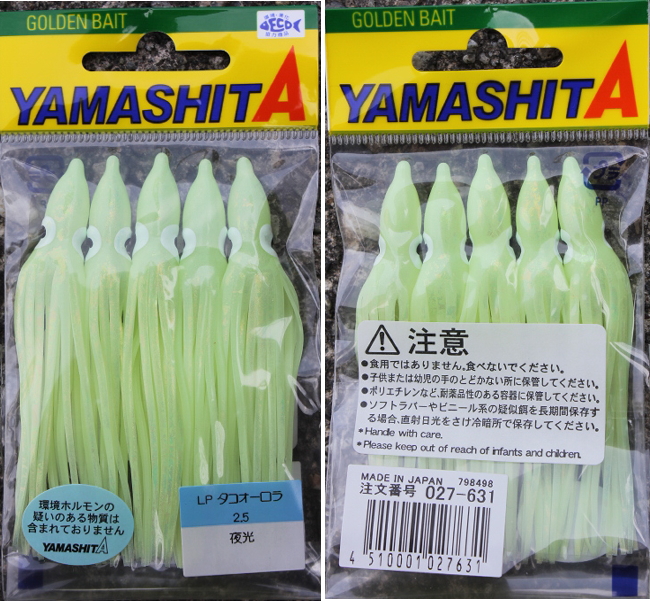 GOLDEN BAIT
YAMASHITA
LP タコオーロラ
2.5
夜光
環境ホルモンの
疑いのある物質は
含まれておりません
YAMASHITA
GOLDEN BAIT
YAMASHITA
PP
注意
●食用ではありません。食べないでください。
●子供または幼児の手のとどかない所に保管してください。
●ポリエチレンなど、耐薬品性のある容器に保管してください。
●ソフトラバーやビニール系の疑似餌を長期間保存す
る場合、直射日光をさけ冷暗所で保存してください。
*Handle with care.
*Please keep out of reach of infants and children.
MADE IN JAPAN 798498
注文番号 027-631
4 510001 027631